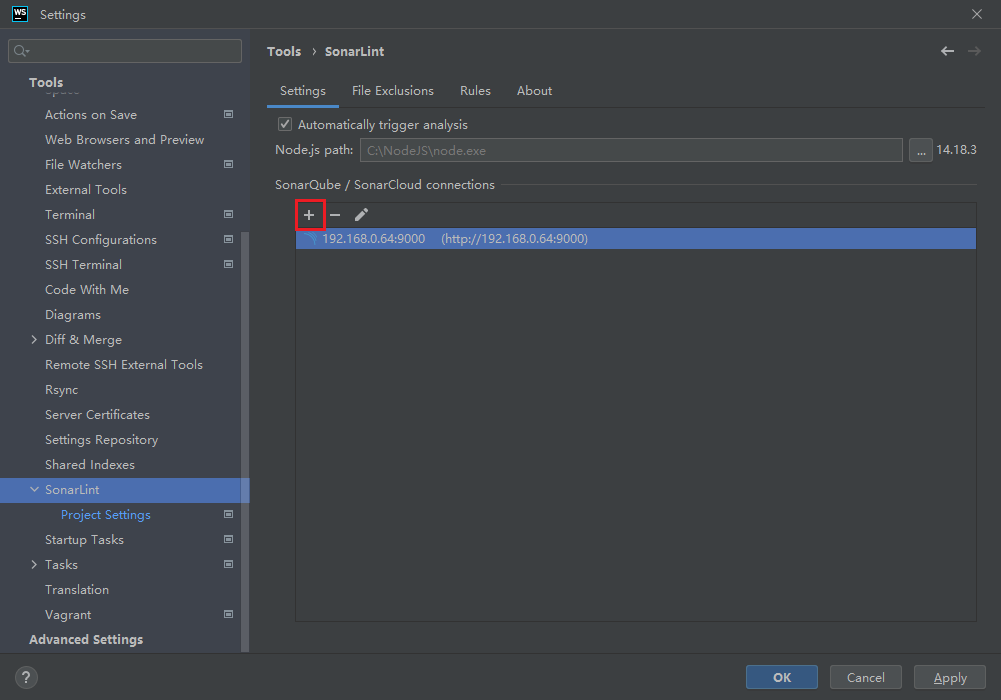 WS Settings
Tools › SonarLint
Settings File Exclusions Rules About
Automatically trigger analysis
Node.js path: C:\NodeJS\node.exe ... 14.18.3
SonarQube / SonarCloud connections
192.168.0.64:9000 (http://192.168.0.64:9000)
Tools
Actions on Save
Web Browsers and Preview
File Watchers
External Tools
Terminal
SSH Configurations
SSH Terminal
Code With Me
Diagrams
Diff & Merge
Remote SSH External Tools
Rsync
Server Certificates
Settings Repository
Shared Indexes
SonarLint
Project Settings
Startup Tasks
Tasks
Translation
Vagrant
Advanced Settings
? OK Cancel Apply